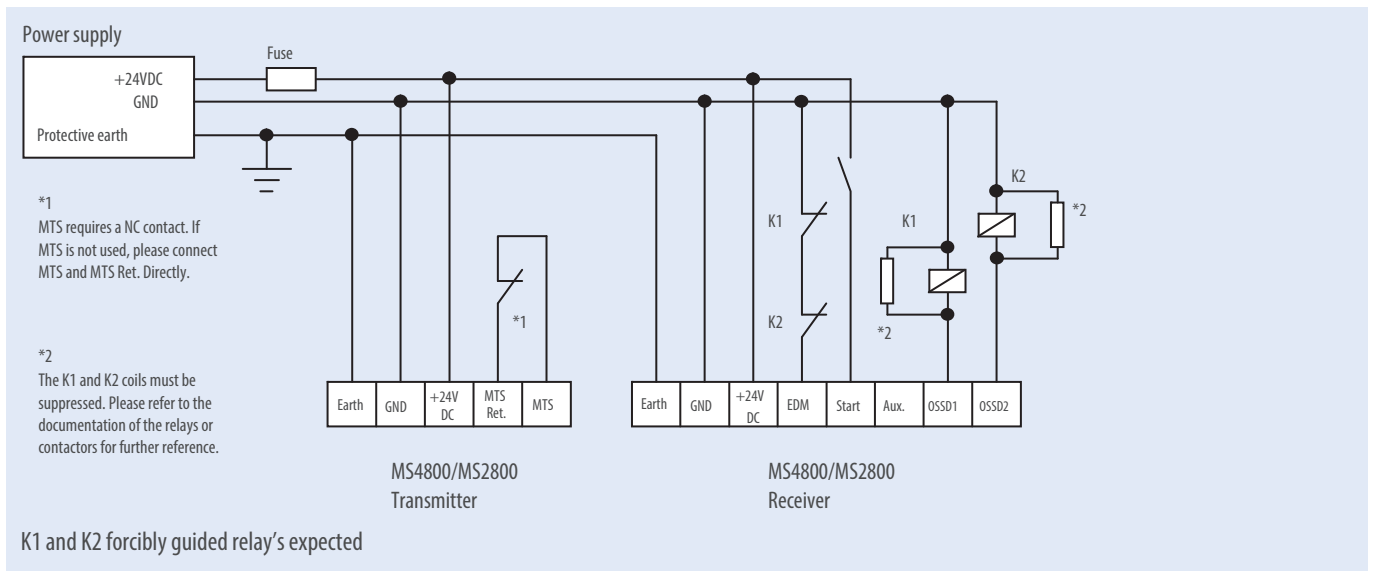 Power supply
Fuse
+24VDC
GND
Protective earth
*1
MTS requires a NC contact. If
MTS is not used, please connect
MTS and MTS Ret. Directly.
*2
The K1 and K2 coils must be
suppressed. Please refer to the
documentation of the relays or
contactors for further reference.
*1
K1
K2
K1
*2
K2
*2
Earth
GND
+24V
DC
MTS
Ret.
MTS
Earth
GND
+24V
DC
EDM
Start
Aux.
OSSD1
OSSD2
MS4800/MS2800
Transmitter
MS4800/MS2800
Receiver
K1 and K2 forcibly guided relay's expected